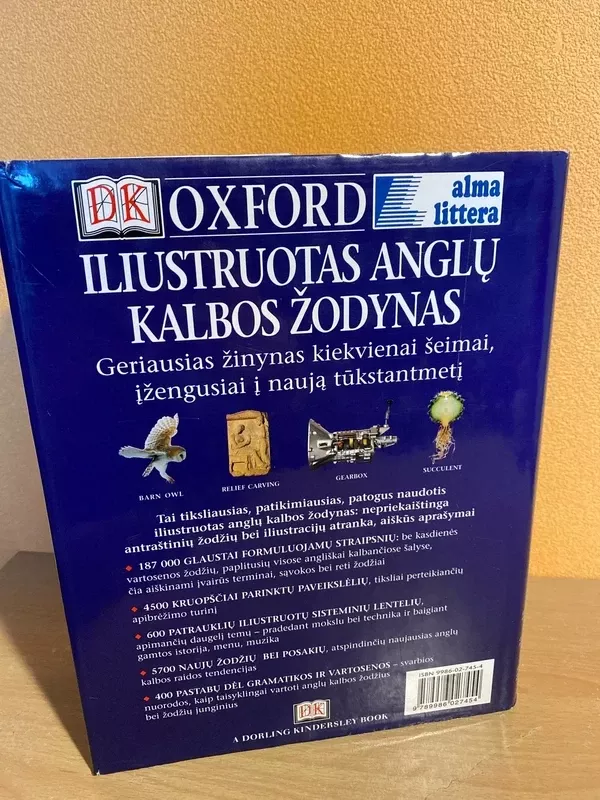 DK OXFORD alma littera
ILIUSTRUOTAS ANGLŲ
KALBOS ŽODYNAS
Geriausias žinynas kiekvienai šeimai,
įžengusiai į naują tūkstantmetį
BARN OWL
RELIEF CARVING
GEARBOX
SUCCULENT
Tai tiksliausias, patikimiausias, patogus naudotis
iliustruotas anglų kalbos žodynas: nepriekaištinga
antraštinių žodžių bei iliustracijų atranka, aiškūs aprašymai
♦ 187 000 GLAUSTAI FORMULUOJAMŲ STRAIPSNIŲ: be kasdienės
vartosenos žodžių, paplitusių visose angliškai kalbančiose šalyse,
čia aiškinami įvairūs terminai, sąvokos bei reti žodžiai
♦ 4500 KRUOPŠČIAI PARINKTŲ PAVEIKSLĖLIŲ, tiksliai perteikiančių
apibrėžimo turinį
♦ 600 PATRAUKLIŲ ILIUSTRUOTŲ SISTEMINIŲ LENTELIŲ,
apimančių daugelį temų – pradedant mokslu bei technika ir baigiant
gamtos istorija, menu, muzika
♦ 5700 NAUJŲ ŽODŽIŲ BEI POSAKIŲ, atspindinčių naujausias anglų
kalbos raidos tendencijas
♦ 400 PASTABŲ DĖL GRAMATIKOS IR VARTOSENOS – svarbios
nuorodos, kaip taisyklingai vartoti anglų kalbos žodžius
bei žodžių junginius
ISBN 9986-02-745-4
9 789986 027454
DK
A DORLING KINDERSLEY BOOK